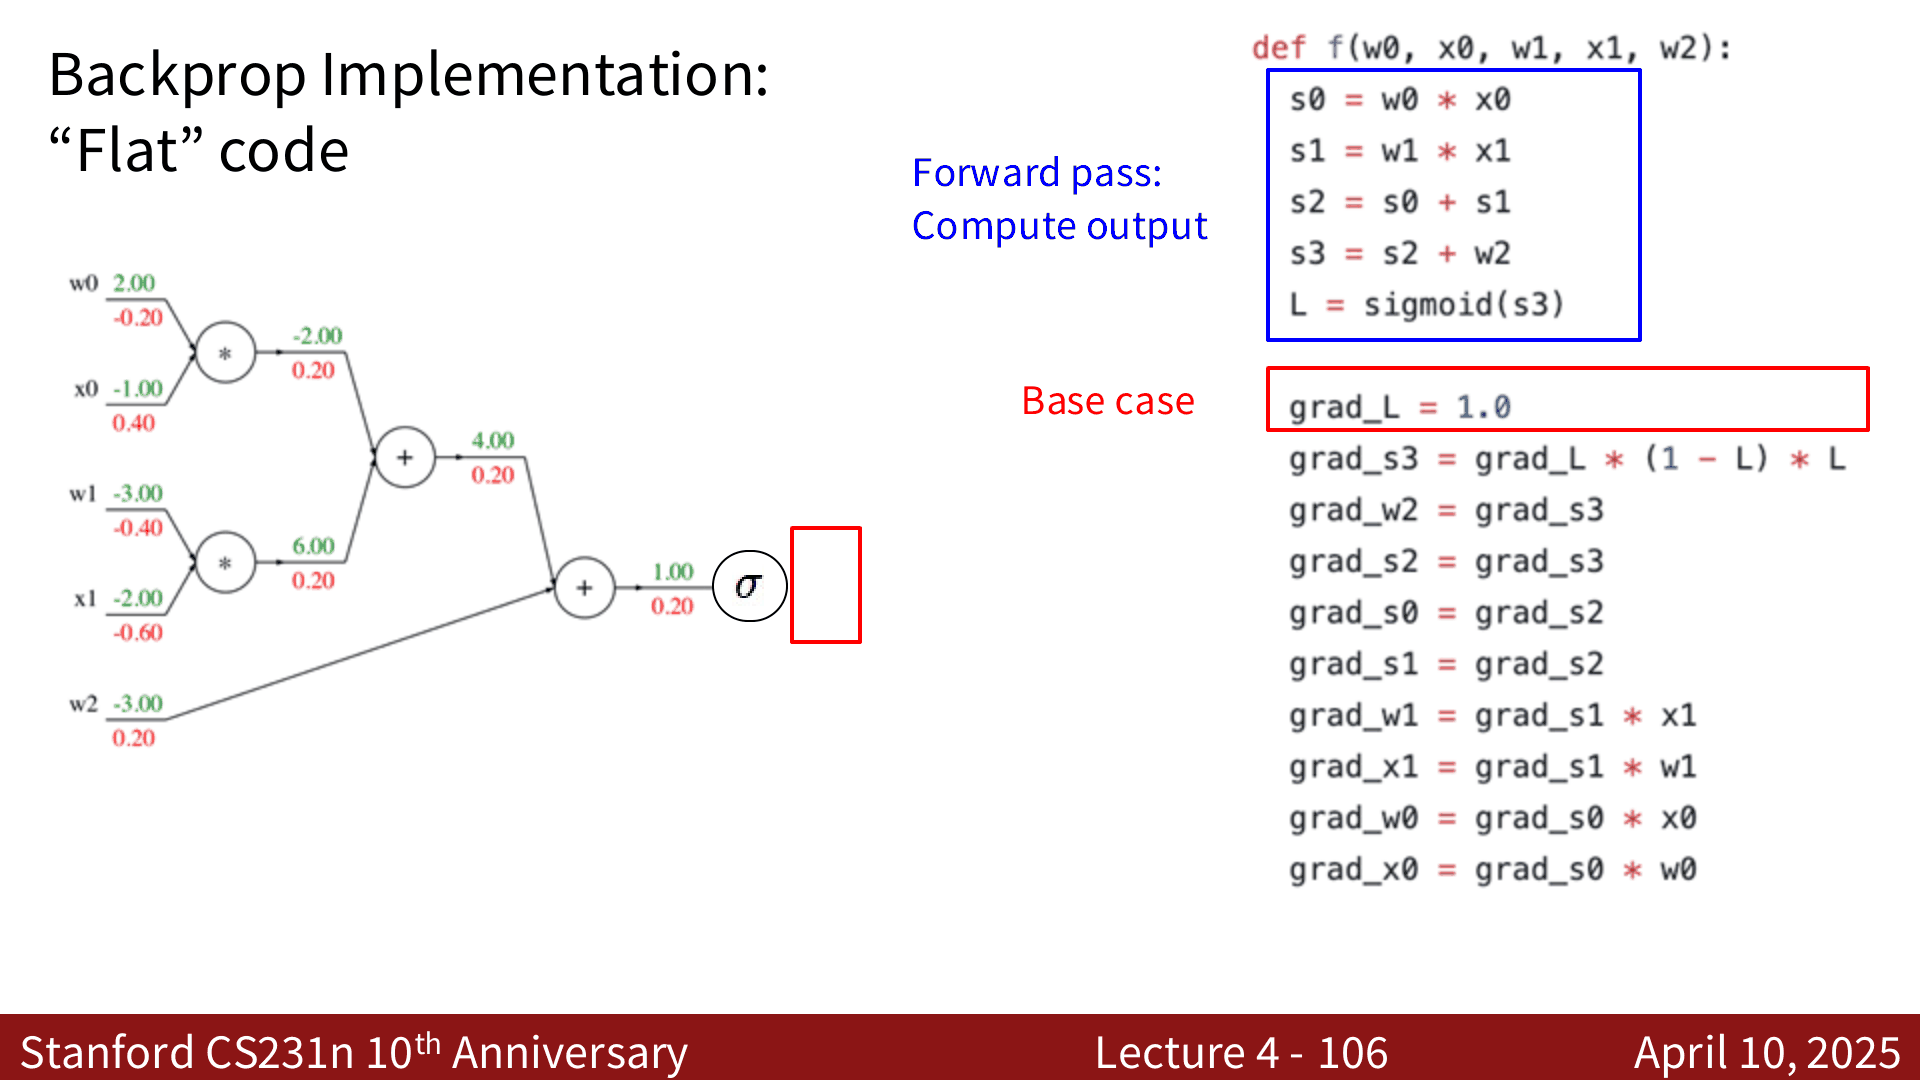 Backprop Implementation:
“Flat” code
Forward pass:
Compute output
Base case
def f(w0, x0, w1, x1, w2):
s0 = w0 * x0
s1 = w1 * x1
s2 = s0 + s1
s3 = s2 + w2
L = sigmoid(s3)
grad_L = 1.0
grad_s3 = grad_L * (1 - L) * L
grad_w2 = grad_s3
grad_s2 = grad_s3
grad_s0 = grad_s2
grad_s1 = grad_s2
grad_w1 = grad_s1 * x1
grad_x1 = grad_s1 * w1
grad_w0 = grad_s0 * x0
grad_x0 = grad_s0 * w0
w0 2.00
-0.20
x0 -1.00
0.40
*
-2.00
0.20
w1 -3.00
-0.40
x1 -2.00
-0.60
*
6.00
0.20
+
4.00
0.20
w2 -3.00
0.20
+
1.00
0.20
σ
Stanford CS231n 10th Anniversary
Lecture 4 - 106
April 10, 2025